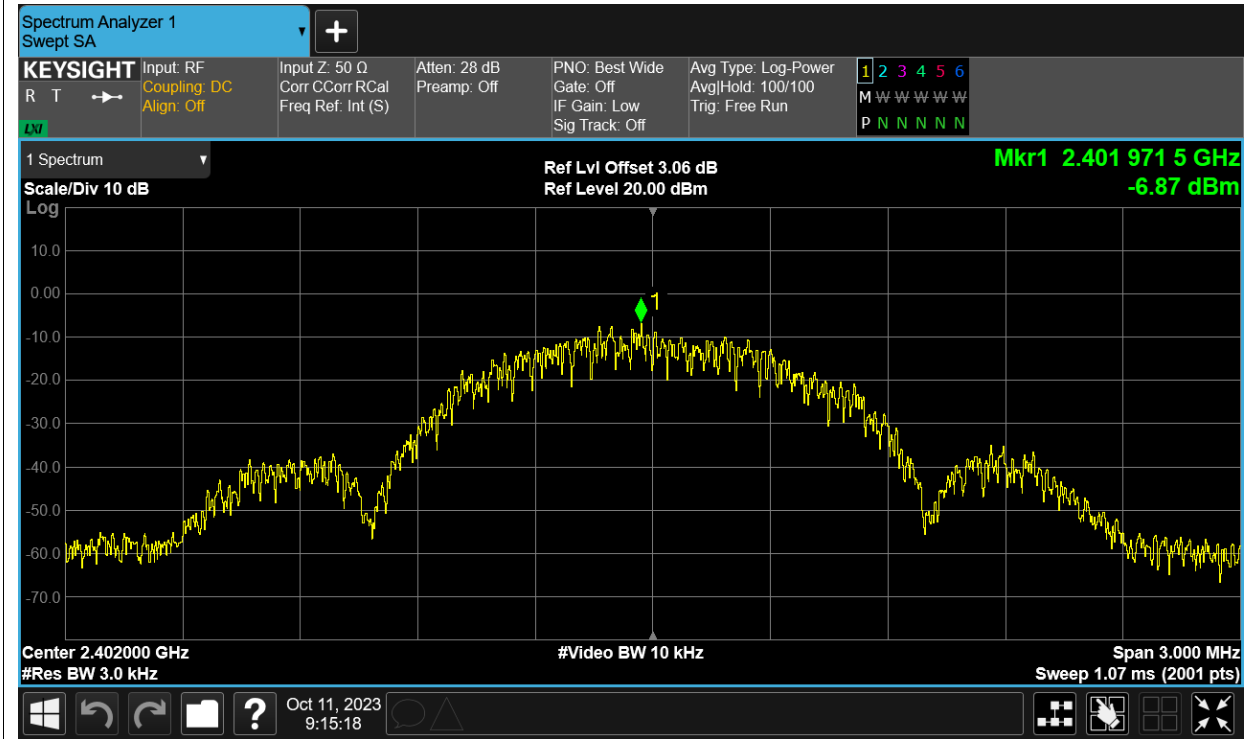 Spectrum Analyzer 1
Swept SA
+
KEYSIGHT
R T
LXI
Input: RF
Coupling: DC
Align: Off
Input Z: 50 Ω
Corr CCorr RCal
Freq Ref: Int (S)
Atten: 28 dB
Preamp: Off
PNO: Best Wide
Gate: Off
IF Gain: Low
Sig Track: Off
Avg Type: Log-Power
Avg|Hold: 100/100
Trig: Free Run
1 2 3 4 5 6
M W W W W W W
P N N N N N N
1 Spectrum
Scale/Div 10 dB
Log
Ref Lvl Offset 3.06 dB
Ref Level 20.00 dBm
Mkr1 2.401 971 5 GHz
-6.87 dBm
10.0
0.00
-10.0
-20.0
-30.0
-40.0
-50.0
-60.0
-70.0
1
Center 2.402000 GHz
#Res BW 3.0 kHz
#Video BW 10 kHz
Span 3.000 MHz
Sweep 1.07 ms (2001 pts)
?
Oct 11, 2023
9:15:18